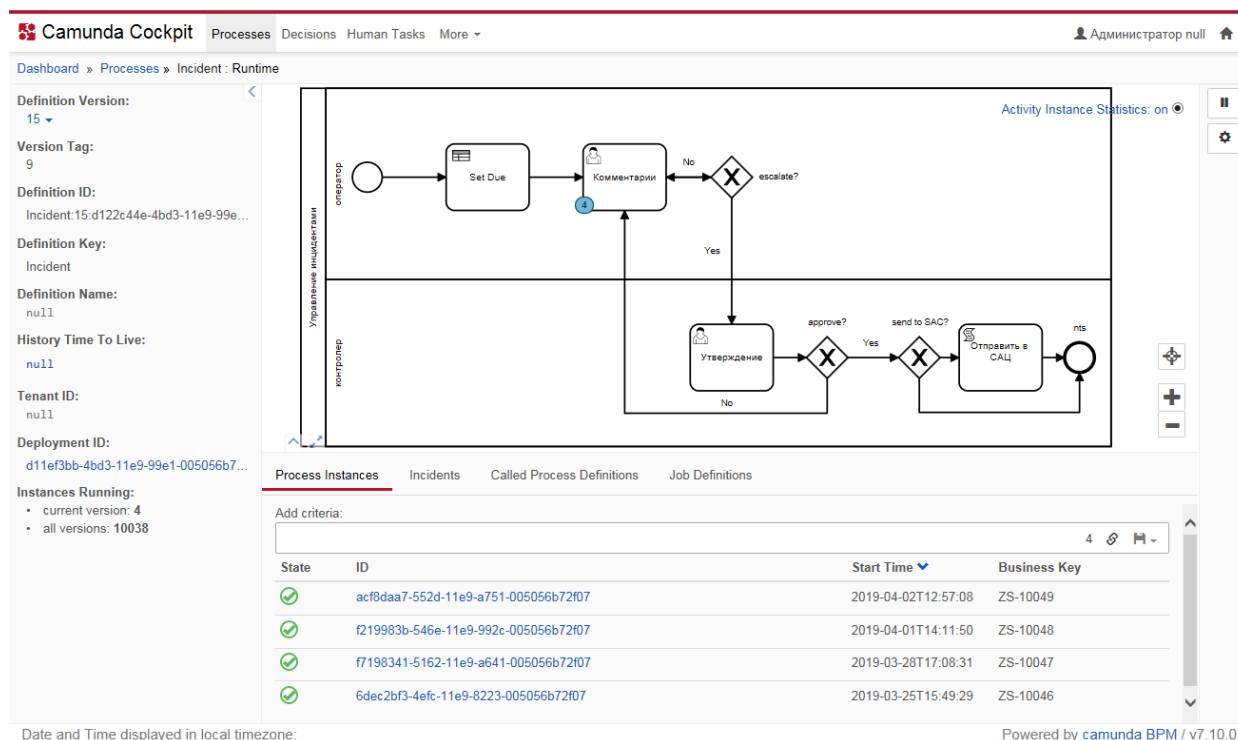 Camunda Cockpit Processes Decisions Human Tasks More Администратор null
Dashboard » Processes » Incident : Runtime
Definition Version:
15
Version Tag:
9
Definition ID:
Incident:15:d122c44e-4bd3-11e9-99e...
Definition Key:
Incident
Definition Name:
null
History Time To Live:
null
Tenant ID:
null
Deployment ID:
d11ef3bb-4bd3-11e9-99e1-005056b7...
Instances Running:
• current version: 4
• all versions: 10038
Activity Instance Statistics: on
Управление инцидентами
оператор
Set Due
Комментарии
4
No
escalate?
Yes
контролер
Утверждение
approve?
Yes
No
send to SAC?
Отправить в
САЦ
nts
Process Instances Incidents Called Process Definitions Job Definitions
Add criteria:
4
State ID Start Time Business Key
acf8daa7-552d-11e9-a751-005056b72f07 2019-04-02T12:57:08 ZS-10049
f219983b-546e-11e9-992c-005056b72f07 2019-04-01T14:11:50 ZS-10048
f7198341-5162-11e9-a641-005056b72f07 2019-03-28T17:08:31 ZS-10047
6dec2bf3-4efc-11e9-8223-005056b72f07 2019-03-25T15:49:29 ZS-10046
Date and Time displayed in local timezone: Powered by camunda BPM / v7.10.0